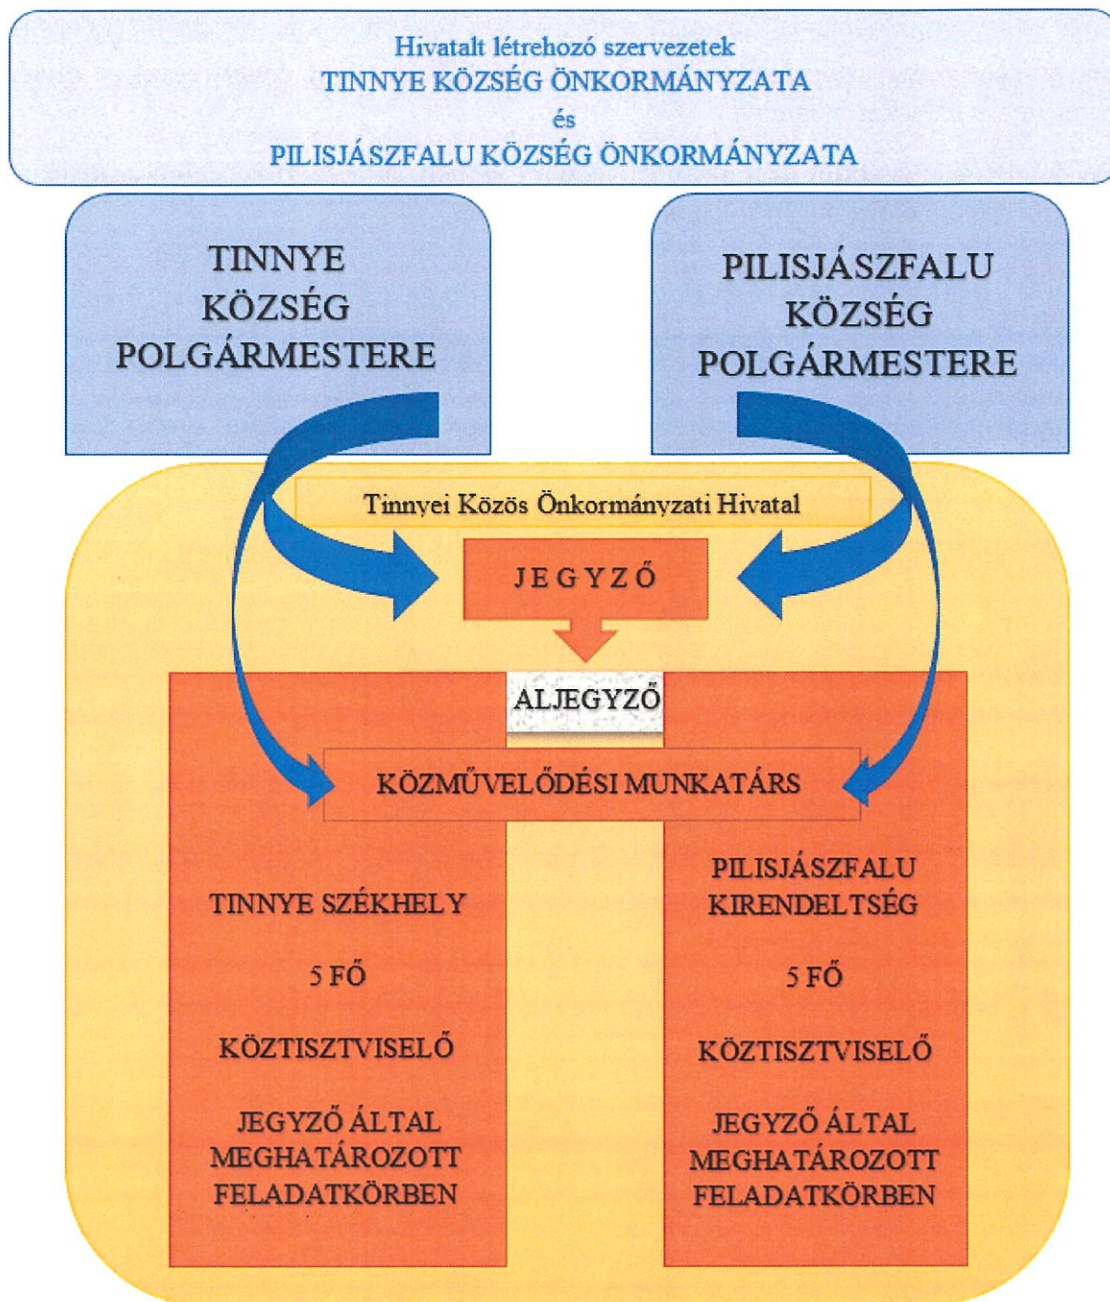 Hivatalt létrehozó szervezetek
TINNYE KÖZSÉG ÖNKORMÁNYZATA
és
PILISJÁSZFALU KÖZSÉG ÖNKORMÁNYZATA
TINNYE
KÖZSÉG
POLGÁRMESTERE
PILISJÁSZFALU
KÖZSÉG
POLGÁRMESTERE
Tinnyei Közös Önkormányzati Hivatal
J E G Y Z Ő
ALJEGYZŐ
KÖZMŰVELŐDÉSI MUNKATÁRS
TINNYE SZÉKHELY
5 FŐ
KÖZTISZTVISELŐ
JEGYZŐ ÁLTAL
MEGHATÁROZOTT
FELADATKÖRBEN
PILISJÁSZFALU
KIRENDELTSÉG
5 FŐ
KÖZTISZTVISELŐ
JEGYZŐ ÁLTAL
MEGHATÁROZOTT
FELADATKÖRBEN